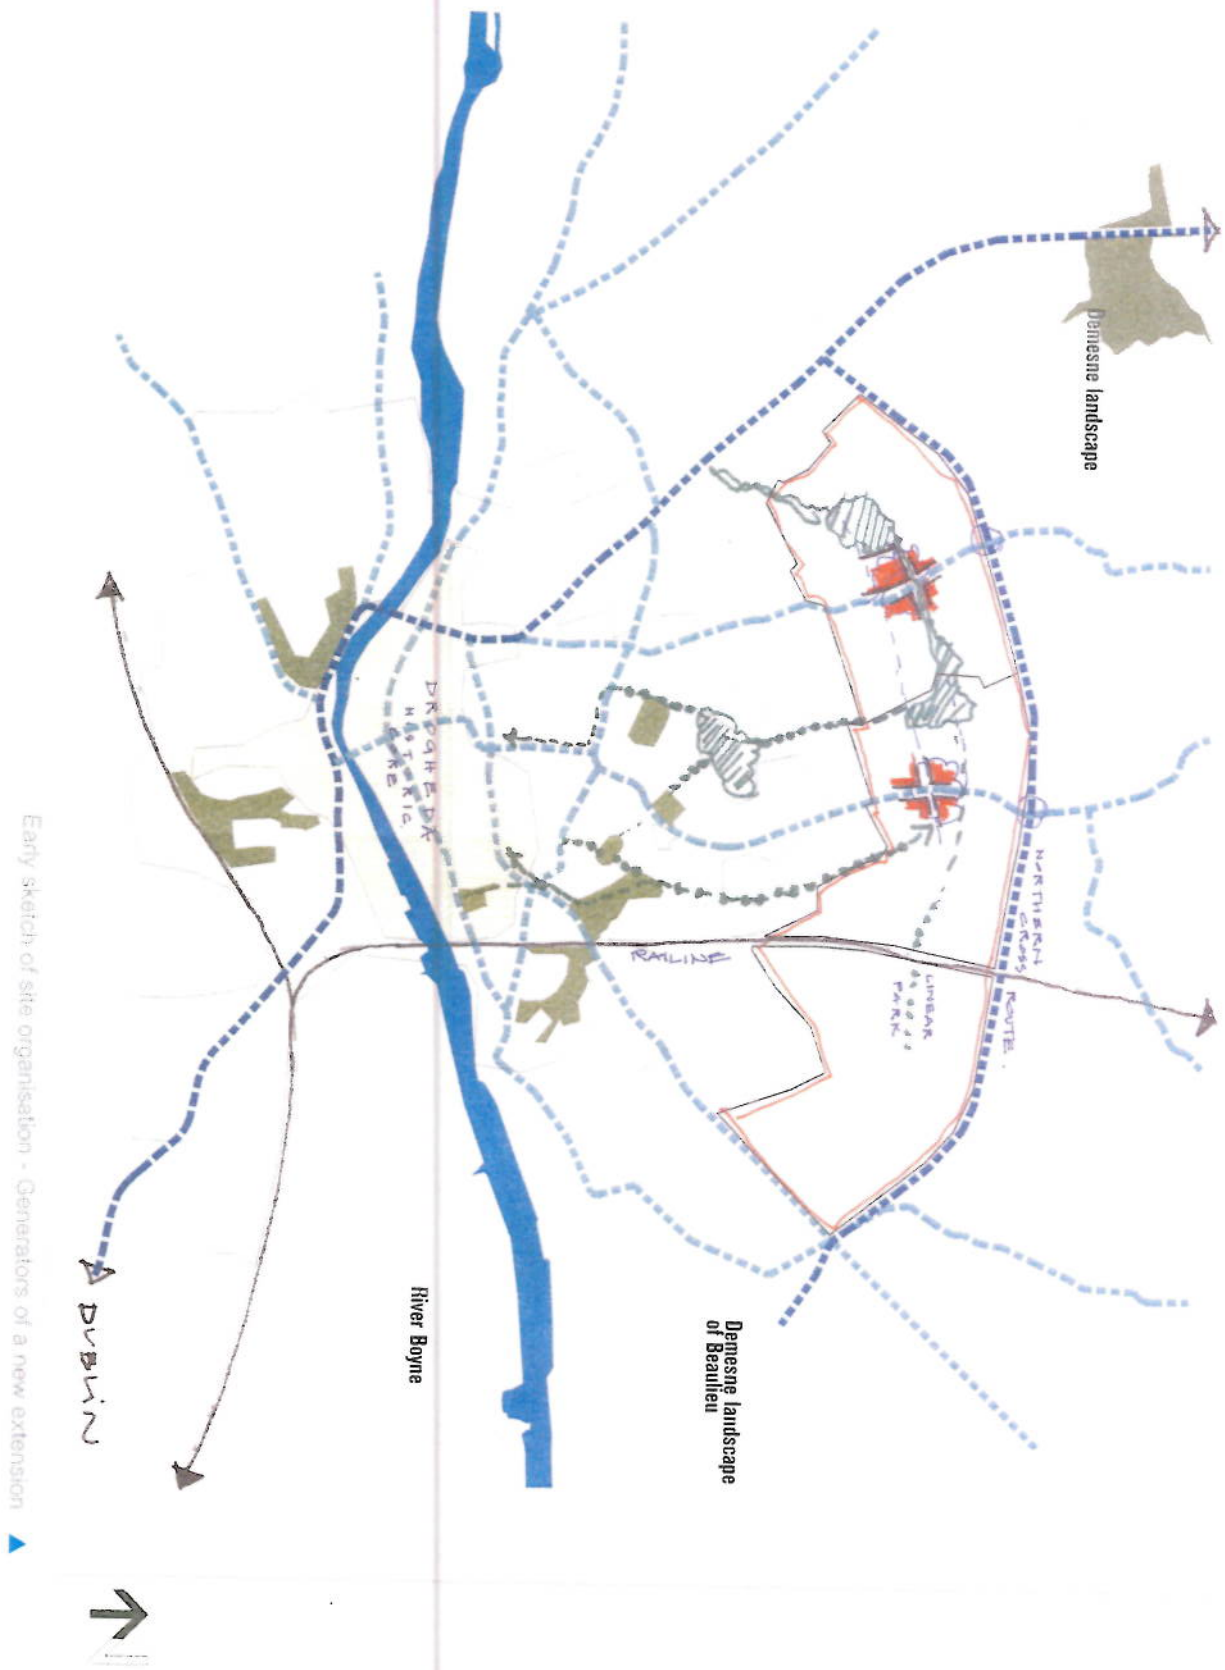 Demesne landscape
NORTHERN
CROSS ROUTE
LINEAR
PARK
RAILINE
DROGHEDA
HISTORIC
CORE
Demesne landscape
of Beaulieu
River Boyne
DUBLIN
Early sketch of site organisation - Generators of a new extension